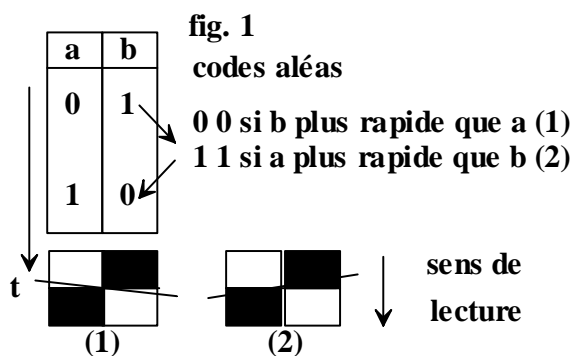 fig. 1
a b
codes aléas
0 1
0 0 si b plus rapide que a (1)
1 1 si a plus rapide que b (2)
1 0
t
sens de
lecture
(1) (2)